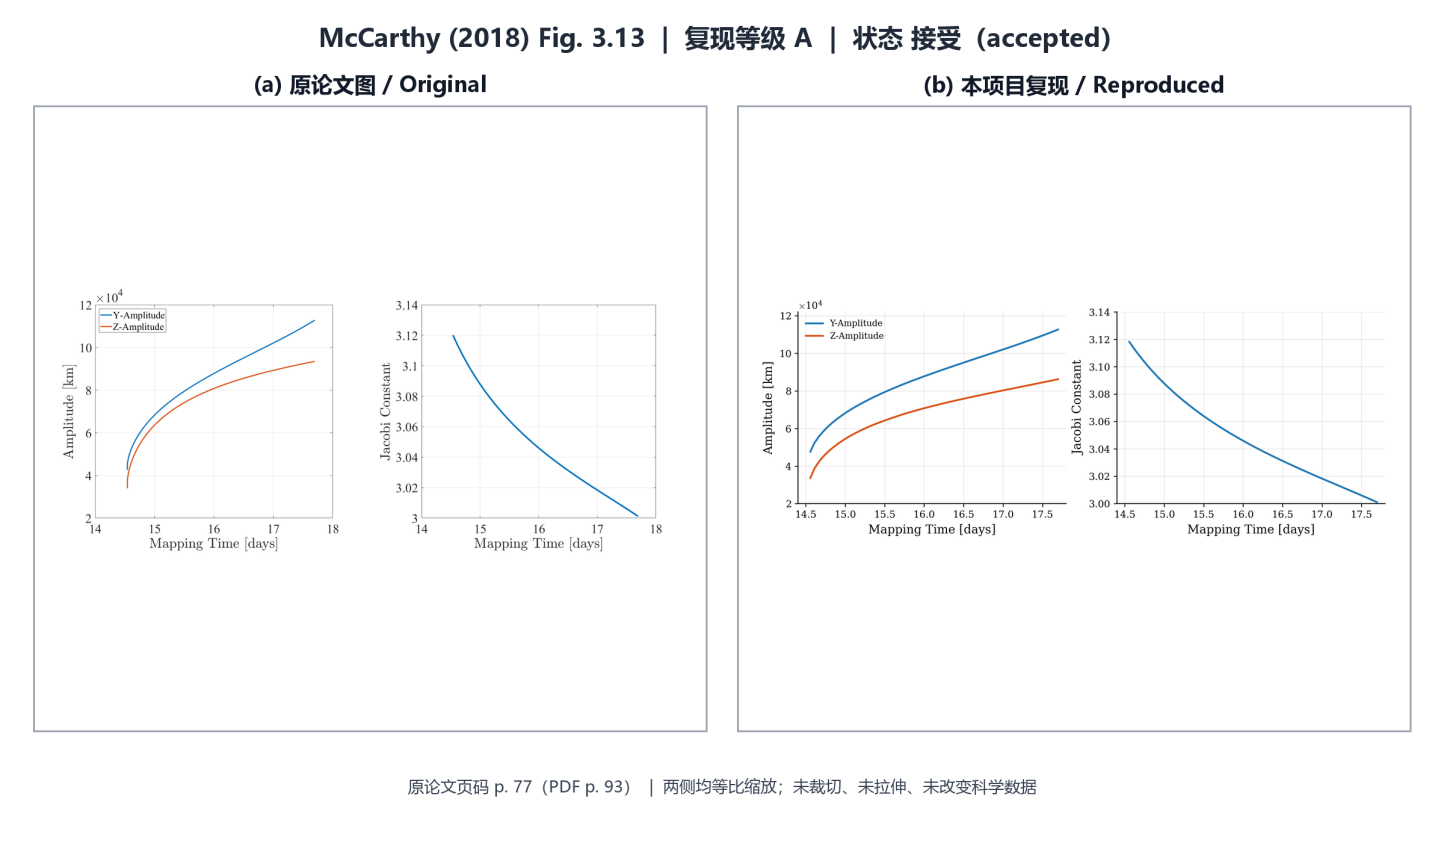 McCarthy (2018) Fig. 3.13 | 复现等级 A | 状态 接受 (accepted)
(a) 原论文图 / Original
(b) 本项目复现 / Reproduced
×10⁴
Y-Amplitude
Z-Amplitude
12
10
8
6
4
2
14 15 16 17 18
Amplitude [km]
Mapping Time [days]
3.14
3.12
3.1
3.08
3.06
3.04
3.02
3
14 15 16 17 18
Jacobi Constant
Mapping Time [days]
×10⁴
Y-Amplitude
Z-Amplitude
12
10
8
6
4
2
14.5 15.0 15.5 16.0 16.5 17.0 17.5
Amplitude [km]
Mapping Time [days]
3.14
3.12
3.10
3.08
3.06
3.04
3.02
3.00
14.5 15.0 15.5 16.0 16.5 17.0 17.5
Jacobi Constant
Mapping Time [days]
原论文页码 p. 77（PDF p. 93） | 两侧均等比缩放；未裁切、未拉伸、未改变科学数据